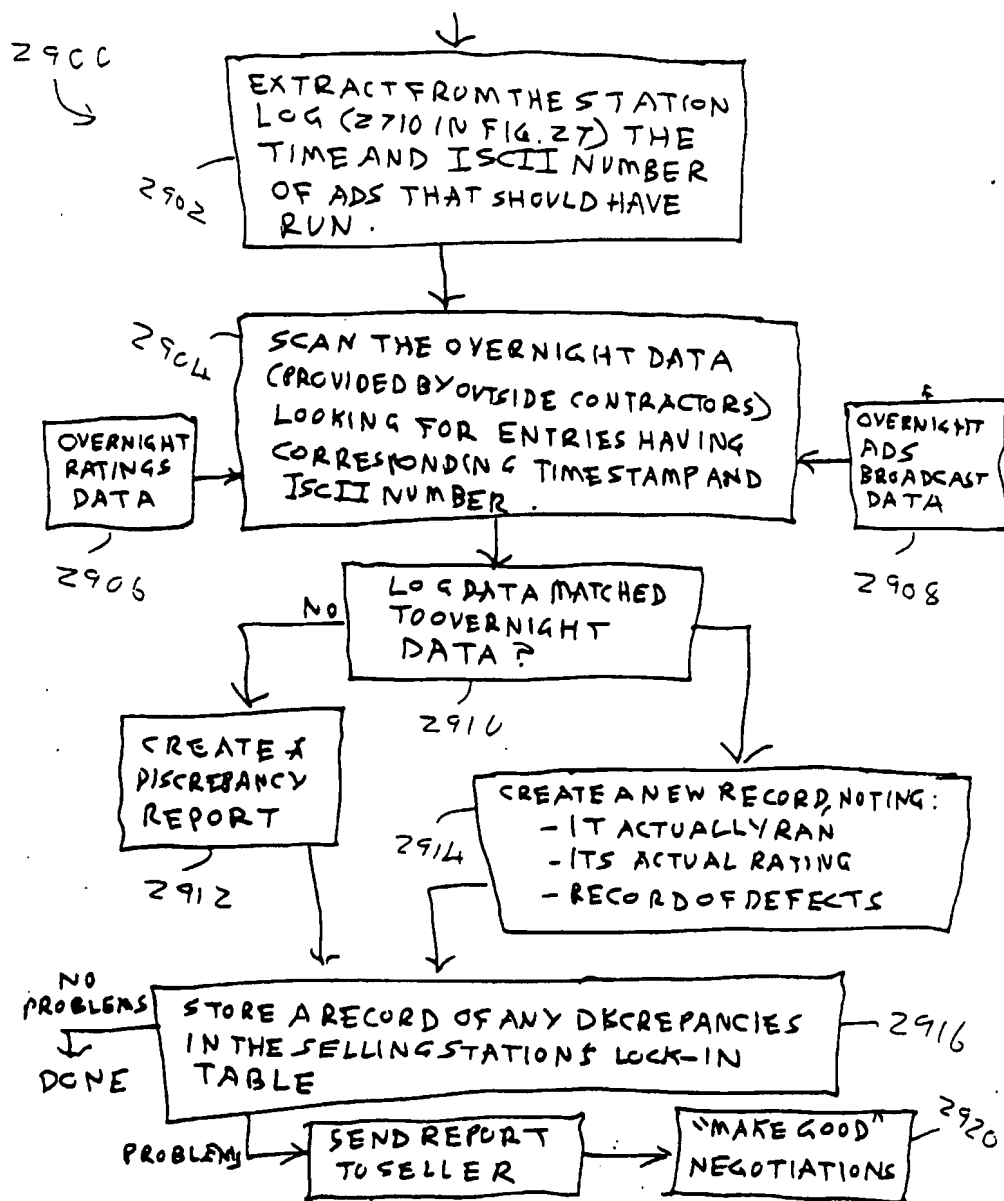 29CC
EXTRACT FROM THE STATION
LOG (2710 IN FIG. 27) THE
TIME AND ISCII NUMBER
OF ADS THAT SHOULD HAVE
RUN.
2902
2904
SCAN THE OVERNIGHT DATA
(PROVIDED BY OUTSIDE CONTRACTORS)
LOOKING FOR ENTRIES HAVING
CORRESPONDING TIMESTAMP AND
ISCII NUMBER.
OVERNIGHT
RATINGS
DATA
2906
OVERNIGHT
ADS
BROADCAST
DATA
2908
LOG DATA MATCHED
TO OVERNIGHT
DATA?
NO
2910
CREATE A
DISCREPANCY
REPORT
2912
CREATE A NEW RECORD, NOTING:
- IT ACTUALLY RAN
- ITS ACTUAL RATING
- RECORD OF DEFECTS
2914
NO
PROBLEMS
DONE
STORE A RECORD OF ANY DISCREPANCIES
IN THE SELLING STATIONS LOCK-IN
TABLE
2916
PROBLEMS
SEND REPORT
TO SELLER
"MAKE GOOD"
NEGOTIATIONS
2920